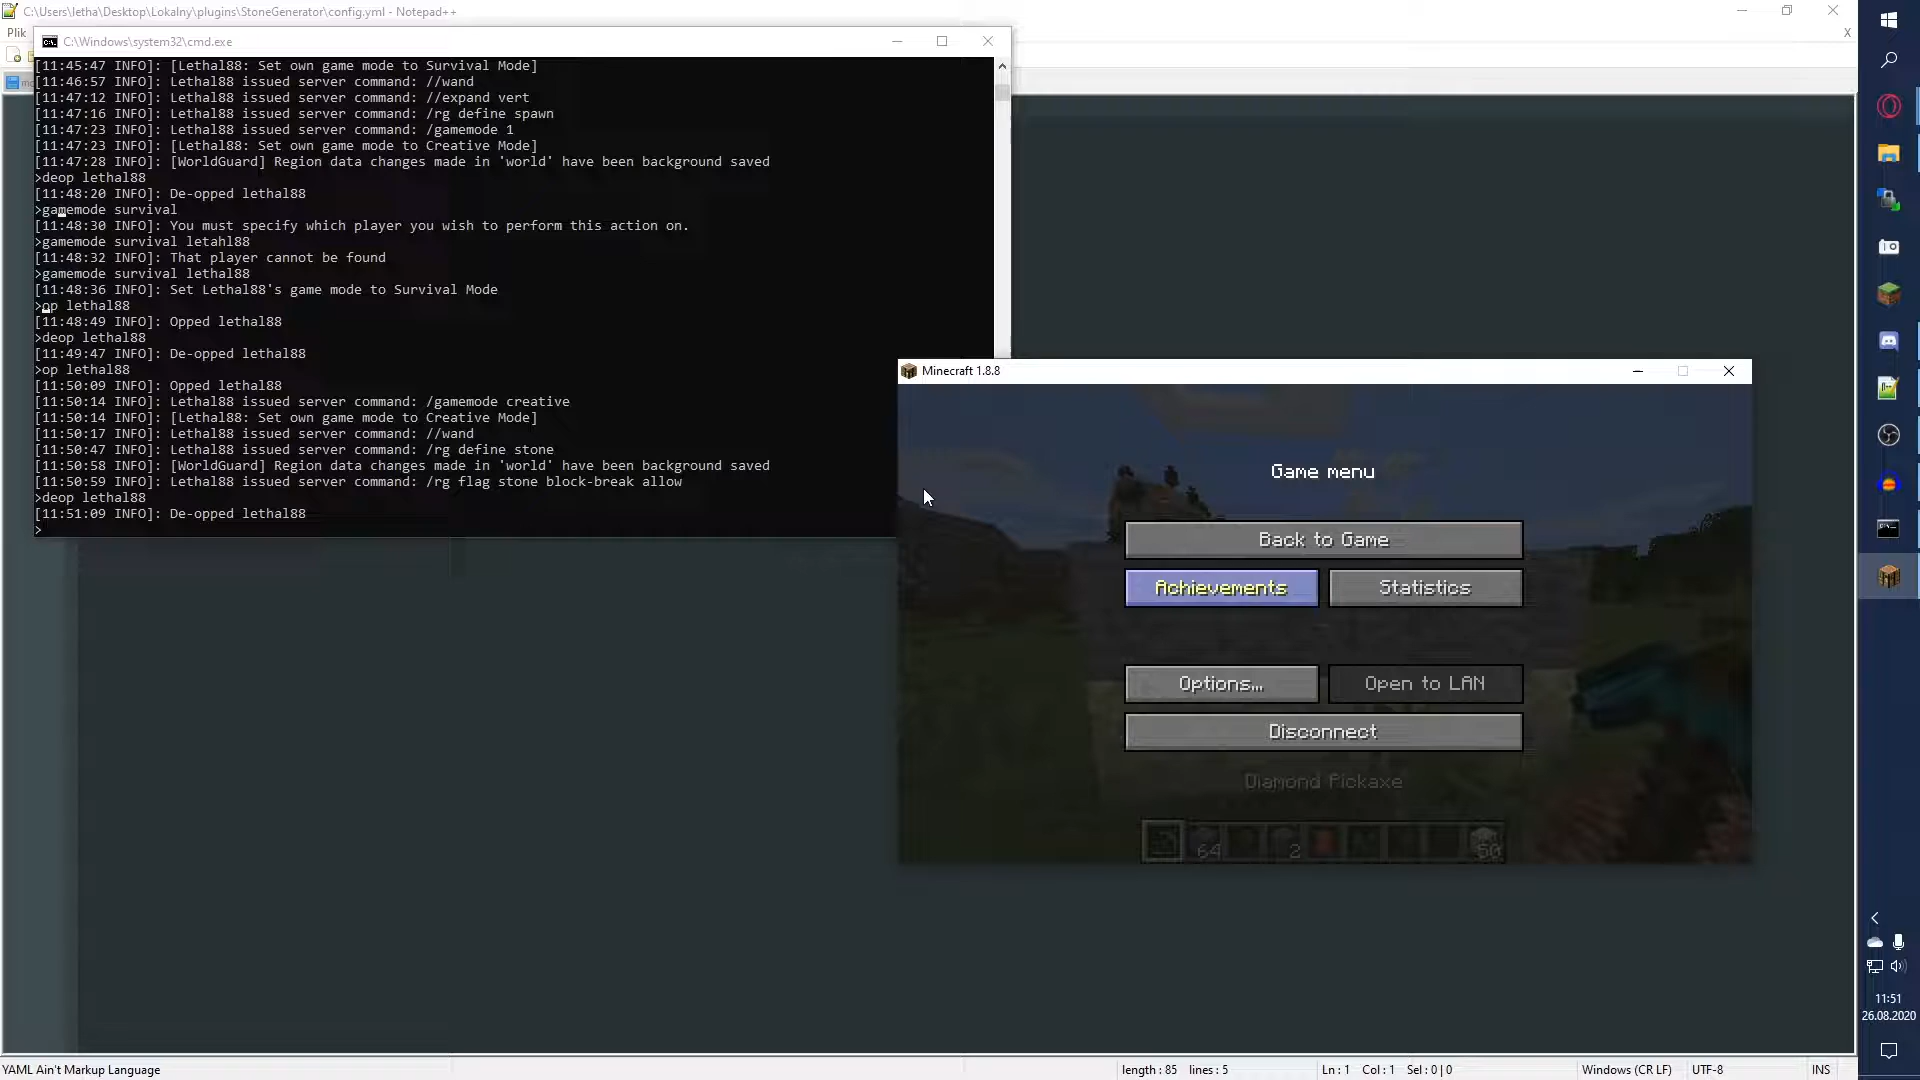 C:\Users\letha\Desktop\Lokalny\plugins\StoneGenerator\config.yml - Notepad++
Plik
X
C:\Windows\system32\cmd.exe
[11:45:47 INFO]: [Lethal88: Set own game mode to Survival Mode]
[11:46:57 INFO]: Lethal88 issued server command: //wand
[11:47:12 INFO]: Lethal88 issued server command: //expand vert
[11:47:16 INFO]: Lethal88 issued server command: /rg define spawn
[11:47:23 INFO]: Lethal88 issued server command: /gamemode 1
[11:47:23 INFO]: [Lethal88: Set own game mode to Creative Mode]
[11:47:28 INFO]: [WorldGuard] Region data changes made in 'world' have been background saved
>deop lethal88
[11:48:20 INFO]: De-opped lethal88
>gamemode survival
[11:48:30 INFO]: You must specify which player you wish to perform this action on.
>gamemode survival letahl88
[11:48:32 INFO]: That player cannot be found
>gamemode survival lethal88
[11:48:36 INFO]: Set Lethal88's game mode to Survival Mode
>op lethal88
[11:48:49 INFO]: Opped lethal88
>deop lethal88
[11:49:47 INFO]: De-opped lethal88
>op lethal88
[11:50:09 INFO]: Opped lethal88
[11:50:14 INFO]: Lethal88 issued server command: /gamemode creative
[11:50:14 INFO]: [Lethal88: Set own game mode to Creative Mode]
[11:50:17 INFO]: Lethal88 issued server command: //wand
[11:50:47 INFO]: Lethal88 issued server command: /rg define stone
[11:50:58 INFO]: [WorldGuard] Region data changes made in 'world' have been background saved
[11:50:59 INFO]: Lethal88 issued server command: /rg flag stone block-break allow
>deop lethal88
[11:51:09 INFO]: De-opped lethal88
>
Minecraft 1.8.8
Game menu
Back to Game
Achievements
Statistics
Options...
Open to LAN
Disconnect
Diamond Pickaxe
64 2 50
11:51
26.08.2020
YAML Ain't Markup Language
length : 85 lines : 5
Ln : 1 Col : 1 Sel : 0 | 0
Windows (CR LF)
UTF-8
INS